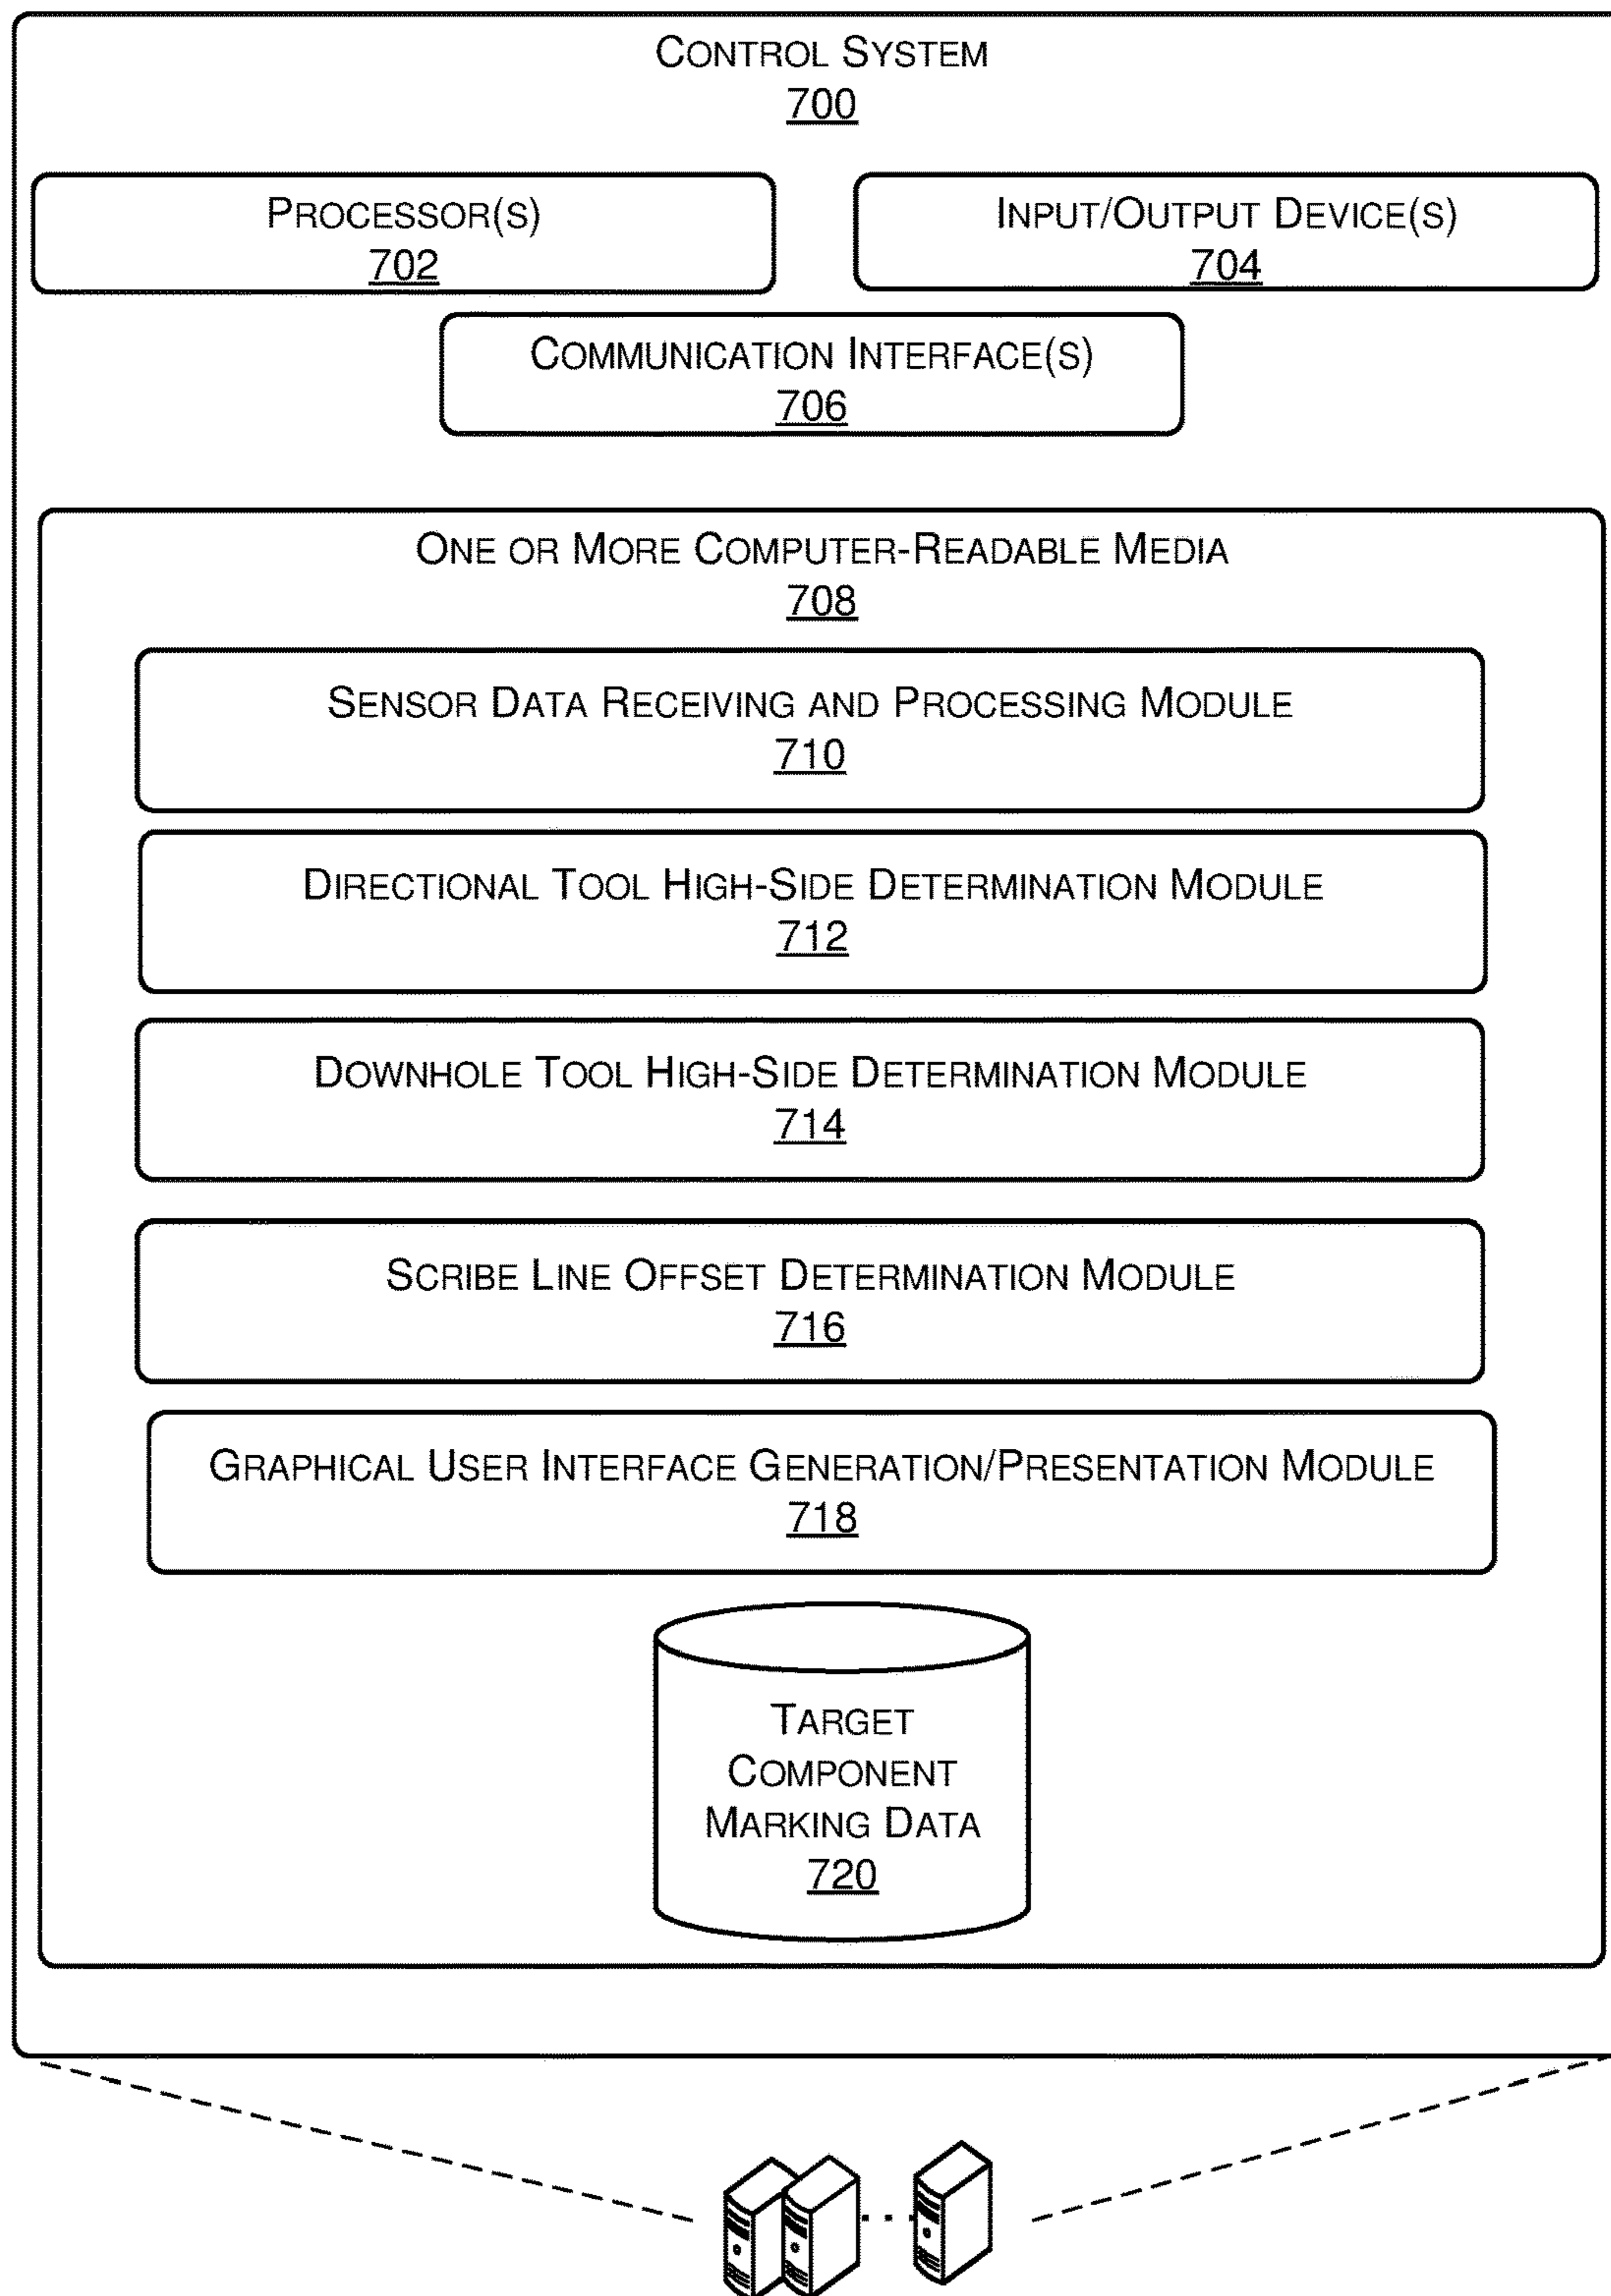 CONTROL SYSTEM
700
PROCESSOR(S)
702
INPUT/OUTPUT DEVICE(S)
704
COMMUNICATION INTERFACE(S)
706
ONE OR MORE COMPUTER-READABLE MEDIA
708
SENSOR DATA RECEIVING AND PROCESSING MODULE
710
DIRECTIONAL TOOL HIGH-SIDE DETERMINATION MODULE
712
DOWNHOLE TOOL HIGH-SIDE DETERMINATION MODULE
714
SCRIBE LINE OFFSET DETERMINATION MODULE
716
GRAPHICAL USER INTERFACE GENERATION/PRESENTATION MODULE
718
TARGET
COMPONENT
MARKING DATA
720